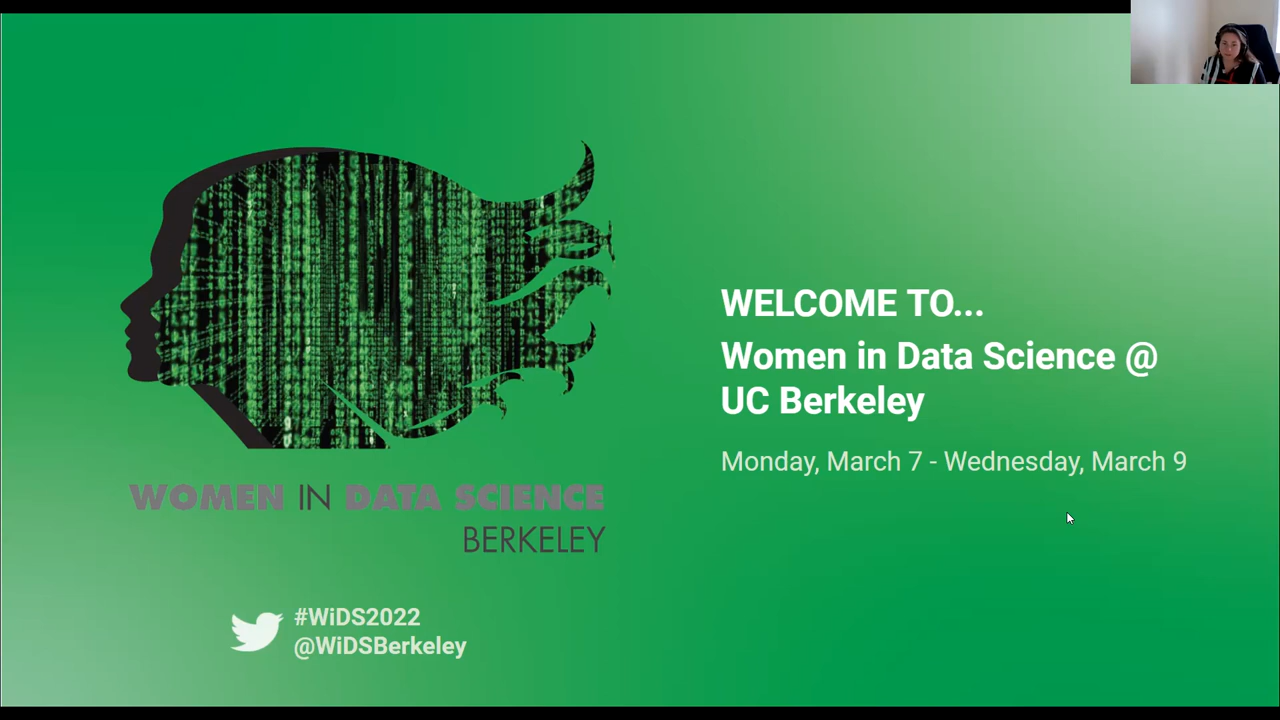 WELCOME TO...
Women in Data Science @
UC Berkeley
Monday, March 7 - Wednesday, March 9
WOMEN IN DATA SCIENCE
BERKELEY
#WiDS2022
@WiDSBerkeley